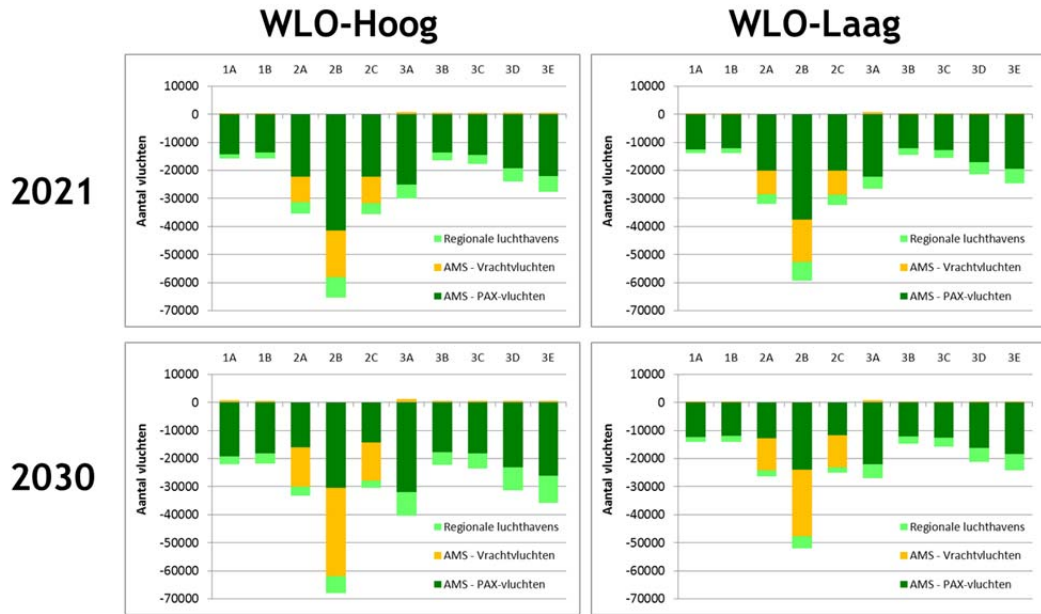 WLO-Hoog
WLO-Laag
2021
1A 1B 2A 2B 2C 3A 3B 3C 3D 3E
10000
0
-10000
-20000
-30000
-40000
-50000
-60000
-70000
Aantal vluchten
Regionale luchthavens
AMS - Vrachtvluchten
AMS - PAX-vluchten
1A 1B 2A 2B 2C 3A 3B 3C 3D 3E
10000
0
-10000
-20000
-30000
-40000
-50000
-60000
-70000
Aantal vluchten
Regionale luchthavens
AMS - Vrachtvluchten
AMS - PAX-vluchten
2030
1A 1B 2A 2B 2C 3A 3B 3C 3D 3E
10000
0
-10000
-20000
-30000
-40000
-50000
-60000
-70000
Aantal vluchten
Regionale luchthavens
AMS - Vrachtvluchten
AMS - PAX-vluchten
1A 1B 2A 2B 2C 3A 3B 3C 3D 3E
10000
0
-10000
-20000
-30000
-40000
-50000
-60000
-70000
Aantal vluchten
Regionale luchthavens
AMS - Vrachtvluchten
AMS - PAX-vluchten